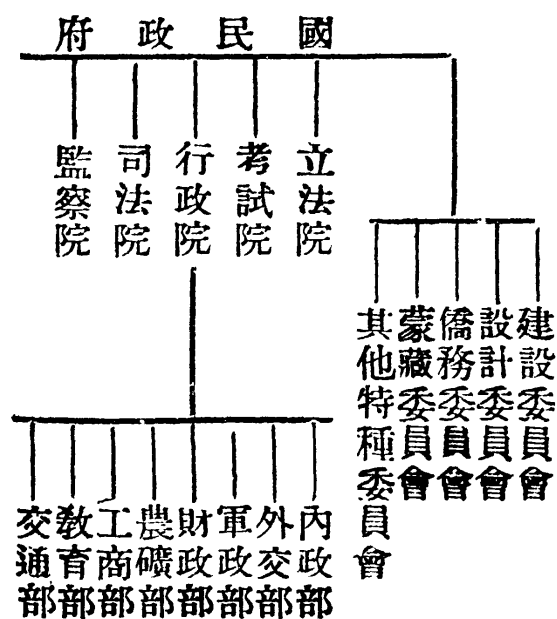 國民政府
立法院
考試院
行政院
司法院
監察院
建設委員會
設計委員會
僑務委員會
蒙藏委員會
其他特種委員會
內政部
外交部
軍政部
財政部
農礦部
工商部
教育部
交通部